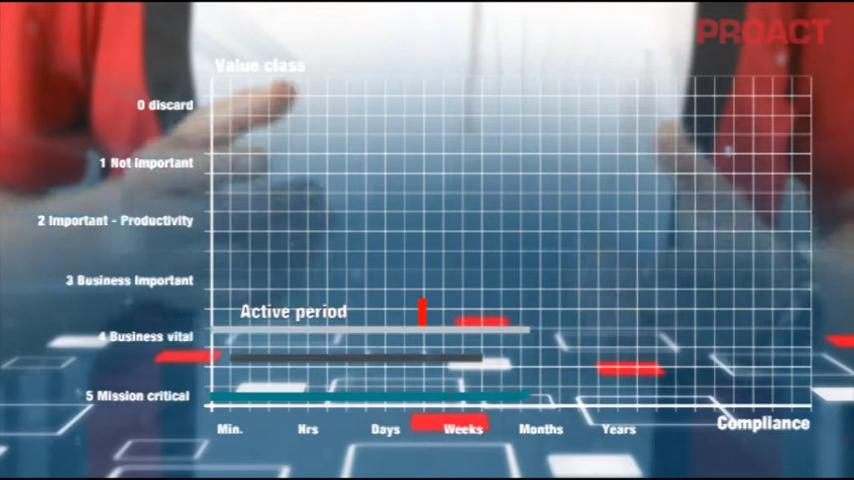 PROACT
Value class
0 discard
1 Not important
2 Important - Productivity
3 Business Important
Active period
4 Business vital
5 Mission critical
Min. Hrs Days Weeks Months Years
Compliance